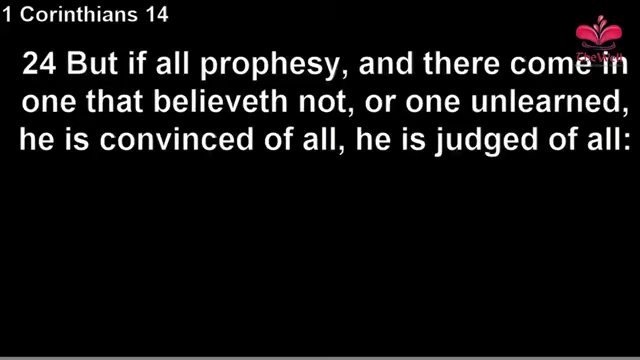 1 Corinthians 14
TheWell
24 But if all prophesy, and there come in
one that believeth not, or one unlearned,
he is convinced of all, he is judged of all: